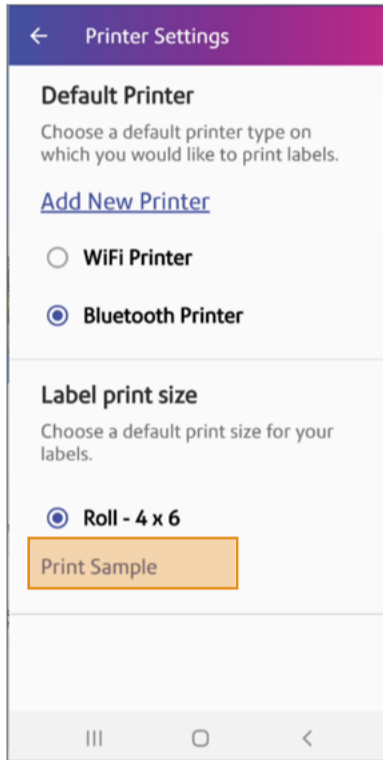 Printer Settings
Default Printer
Choose a default printer type on
which you would like to print labels.
Add New Printer
WiFi Printer
Bluetooth Printer
Label print size
Choose a default print size for your
labels.
Roll - 4 x 6
Print Sample